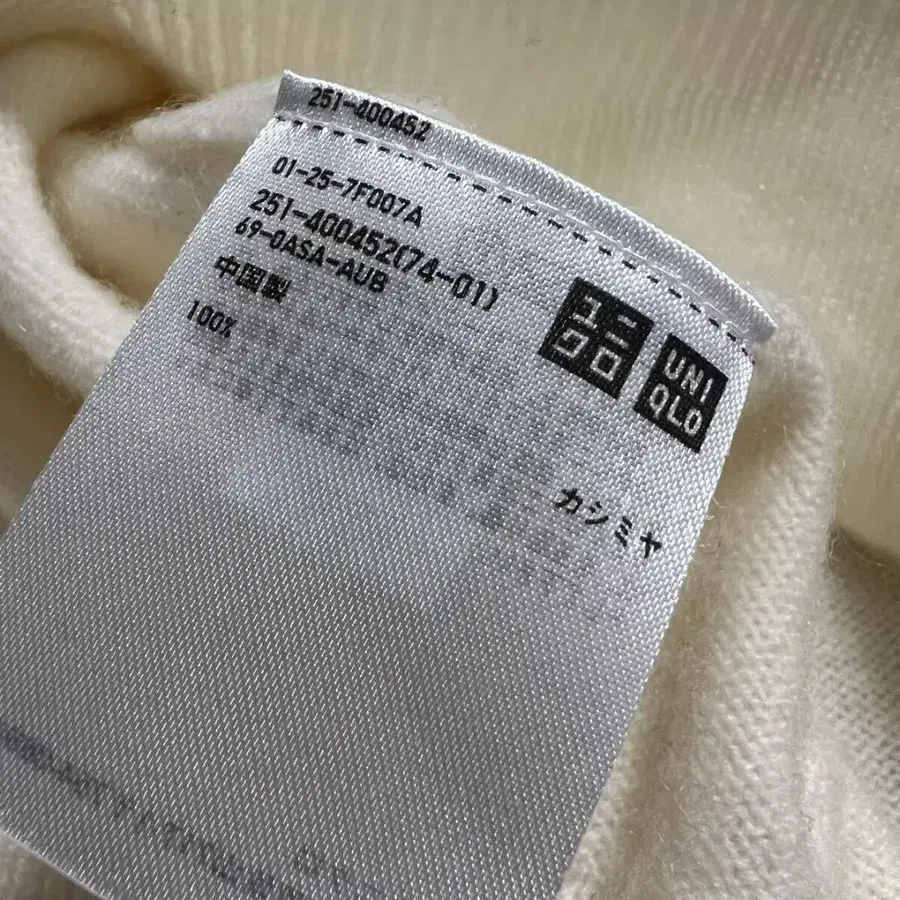 251-400452
01-25-7F007A
251-400452(74-01)
69-0ASA-AUB
中国製
100%
ユニ
クロ
UNI
QLO
カシミヤ